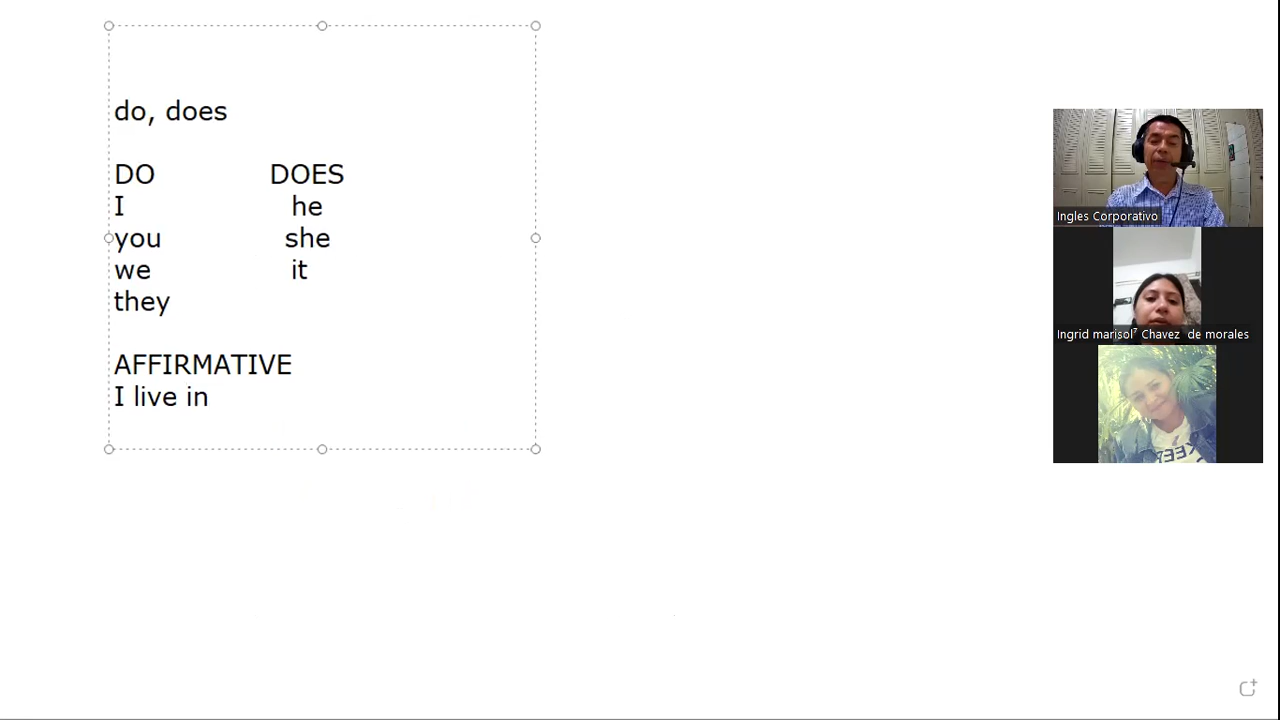 do, does
DO DOES
I he
you she
we it
they
AFFIRMATIVE
I live in
Ingles Corporativo
Ingrid marisol⁷ Chavez de morales